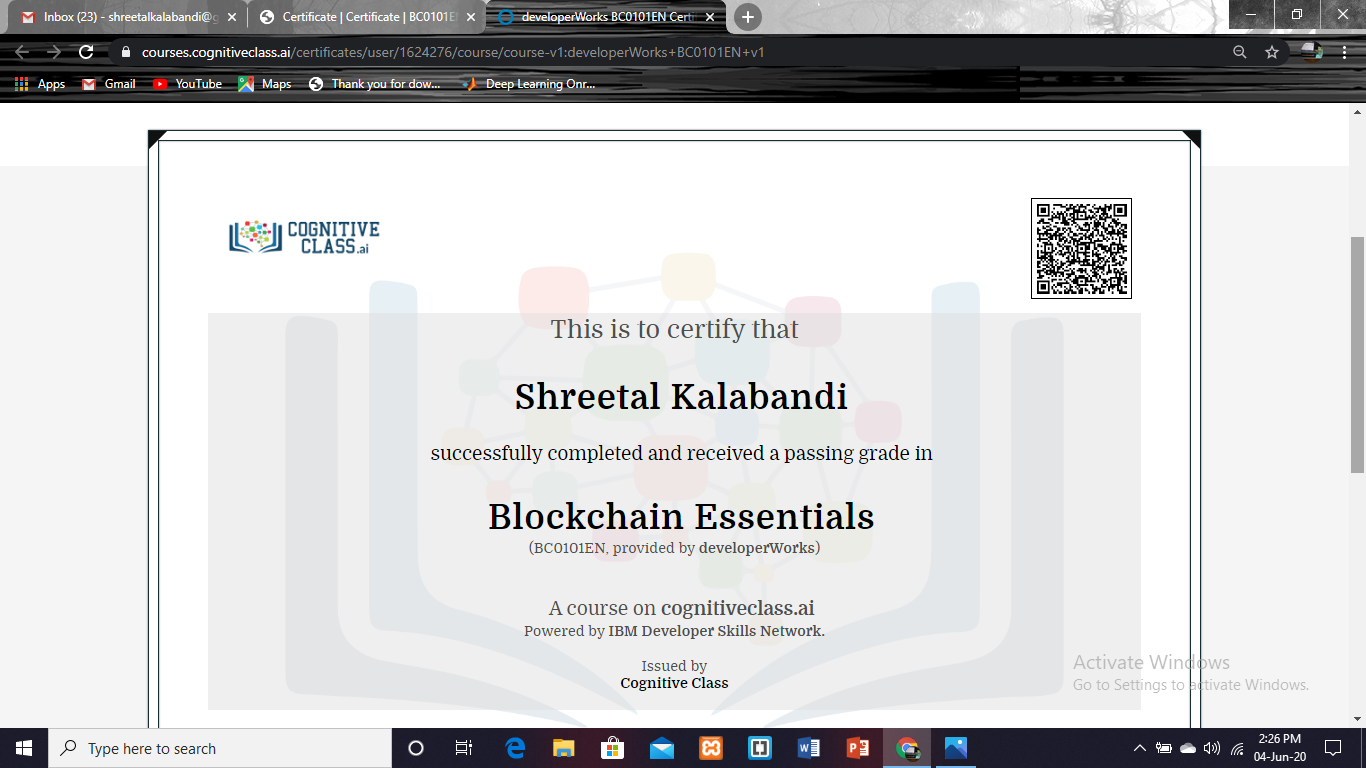 Inbox (23) - shreetalkalabandi@g
Certificate | Certificate | BC0101E
developerWorks BC0101EN Cert
courses.cognitiveclass.ai/certificates/user/1624276/course/course-v1:developerWorks+BC0101EN+v1
Apps
Gmail
YouTube
Maps
Thank you for dow...
Deep Learning Onr...
COGNITIVE
CLASS.ai
This is to certify that
Shreetal Kalabandi
successfully completed and received a passing grade in
Blockchain Essentials
(BC0101EN, provided by developerWorks)
A course on cognitiveclass.ai
Powered by IBM Developer Skills Network.
Issued by
Cognitive Class
Activate Windows
Go to Settings to activate Windows.
Type here to search
2:26 PM
04-Jun-20